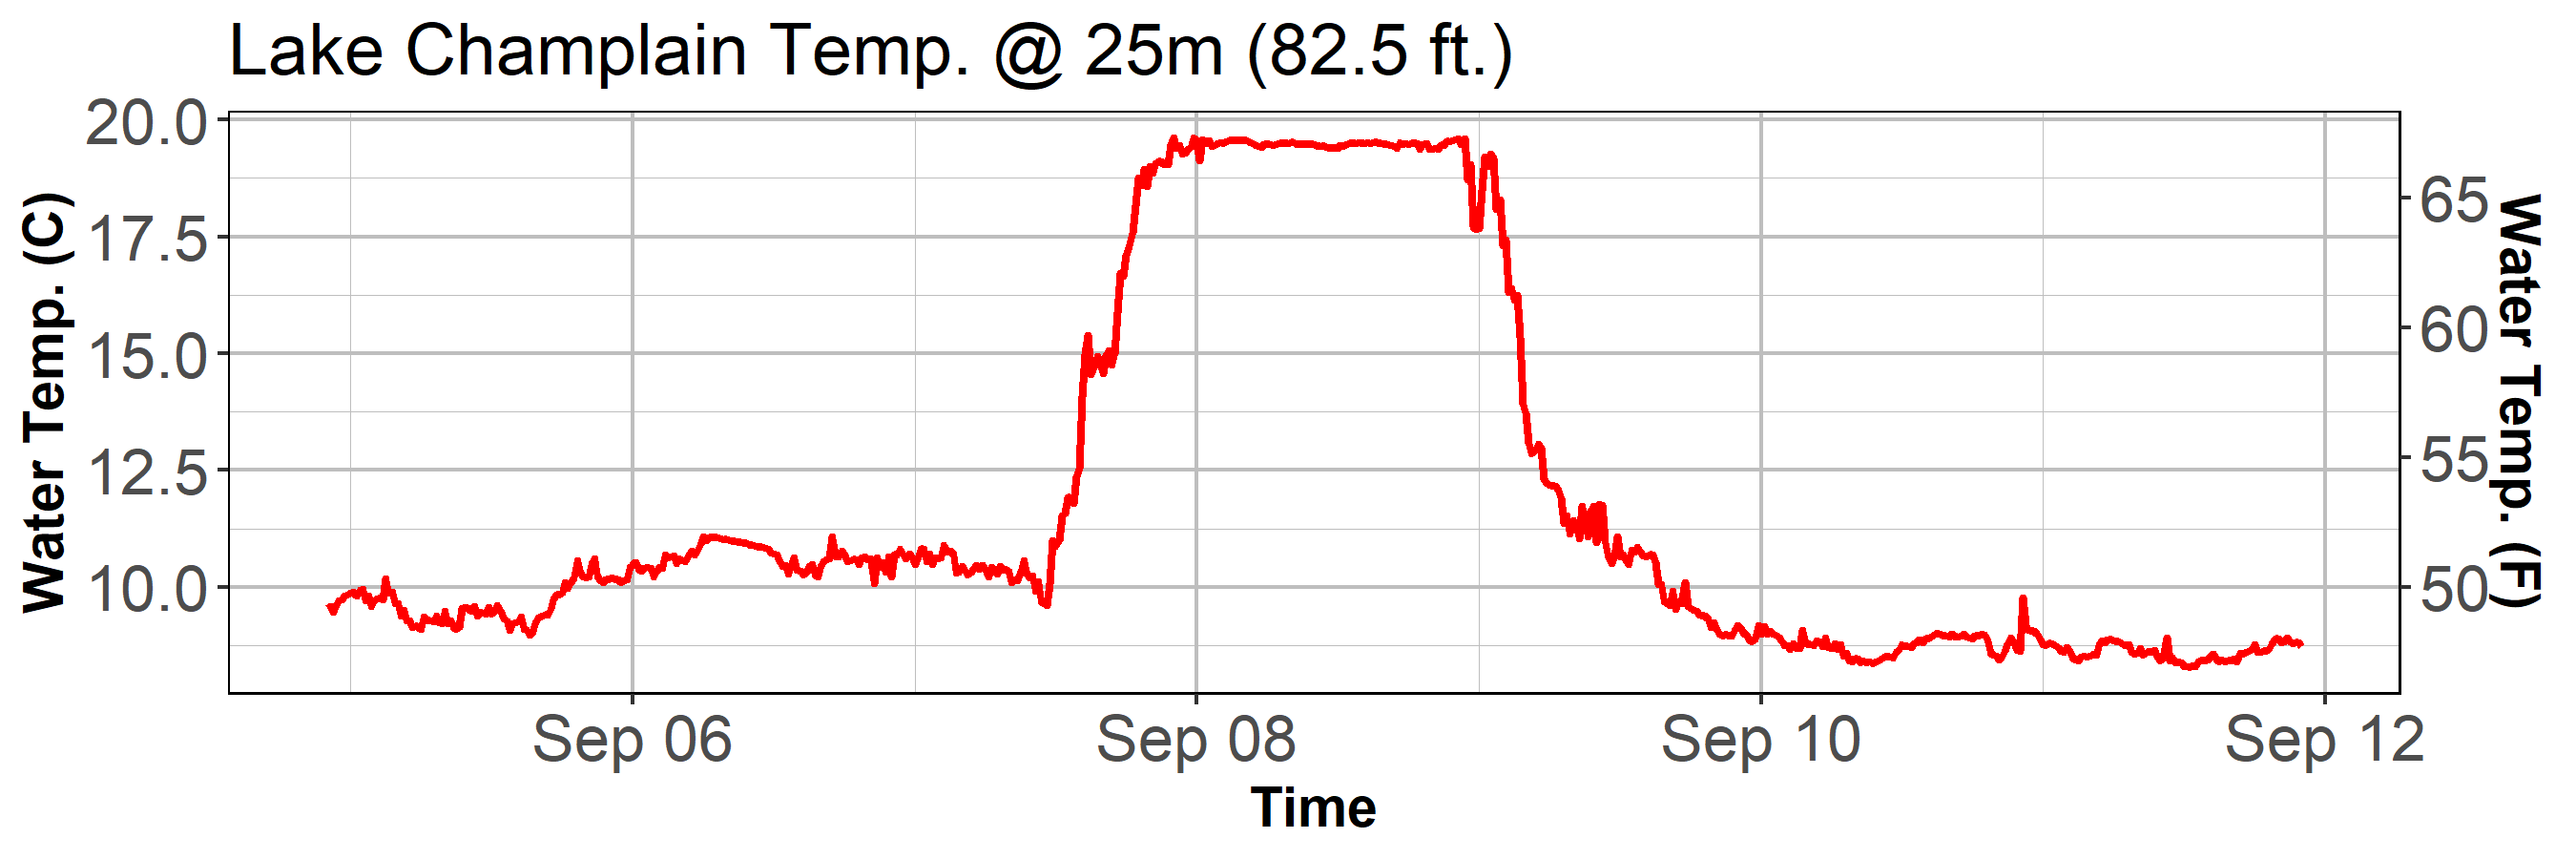 Lake Champlain Temp. @ 25m (82.5 ft.)
Water Temp. (C)
20.0
17.5
15.0
12.5
10.0
65
60
55
50
Water Temp. (F)
Sep 06 Sep 08 Sep 10 Sep 12
Time